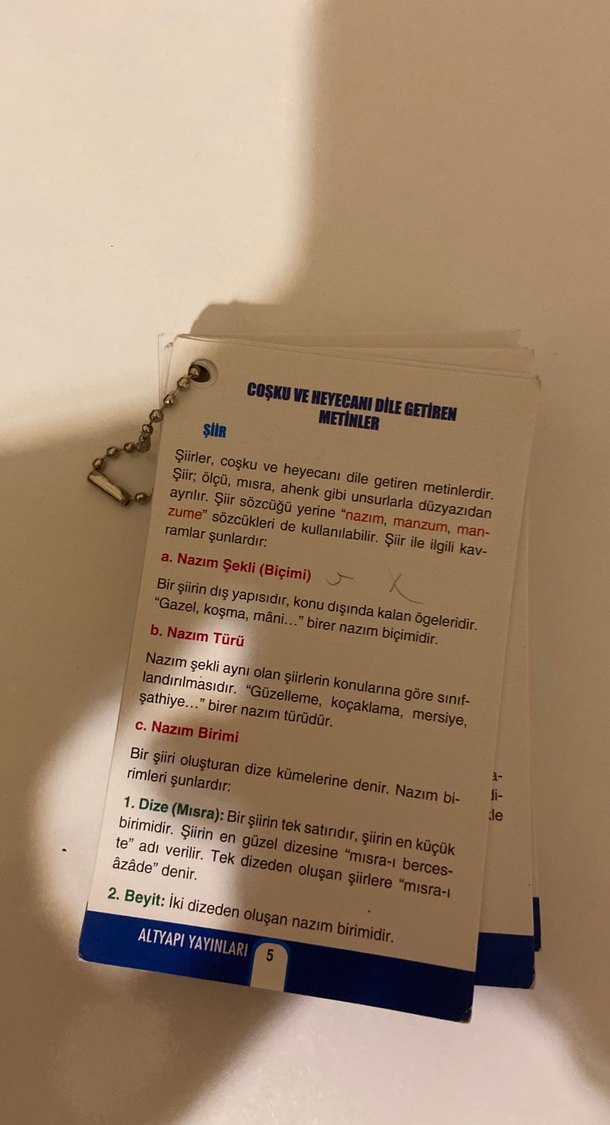 COŞKU VE HEYECANI DİLE GETİREN
METİNLER
ŞİİR
Şiirler, coşku ve heyecanı dile getiren metinlerdir.
Şiir; ölçü, mısra, ahenk gibi unsurlarla düzyazıdan
ayrılır. Şiir sözcüğü yerine “nazım, manzum, man-
zume” sözcükleri de kullanılabilir. Şiir ile ilgili kav-
ramlar şunlardır:
a. Nazım Şekli (Biçimi)
Bir şiirin dış yapısıdır, konu dışında kalan ögeleridir.
“Gazel, koşma, mâni...” birer nazım biçimidir.
b. Nazım Türü
Nazım şekli aynı olan şiirlerin konularına göre sınıf-
landırılmasıdır. “Güzelleme, koçaklama, mersiye,
şathiye...” birer nazım türüdür.
c. Nazım Birimi
Bir şiiri oluşturan dize kümelerine denir. Nazım bi-
rimleri şunlardır:
1. Dize (Mısra): Bir şiirin tek satırıdır, şiirin en küçük
birimidir. Şiirin en güzel dizesine “mısra-ı berces-
te” adı verilir. Tek dizeden oluşan şiirlere “mısra-ı
âzâde” denir.
2. Beyit: İki dizeden oluşan nazım birimidir.
ALTYAPI YAYINLARI
5